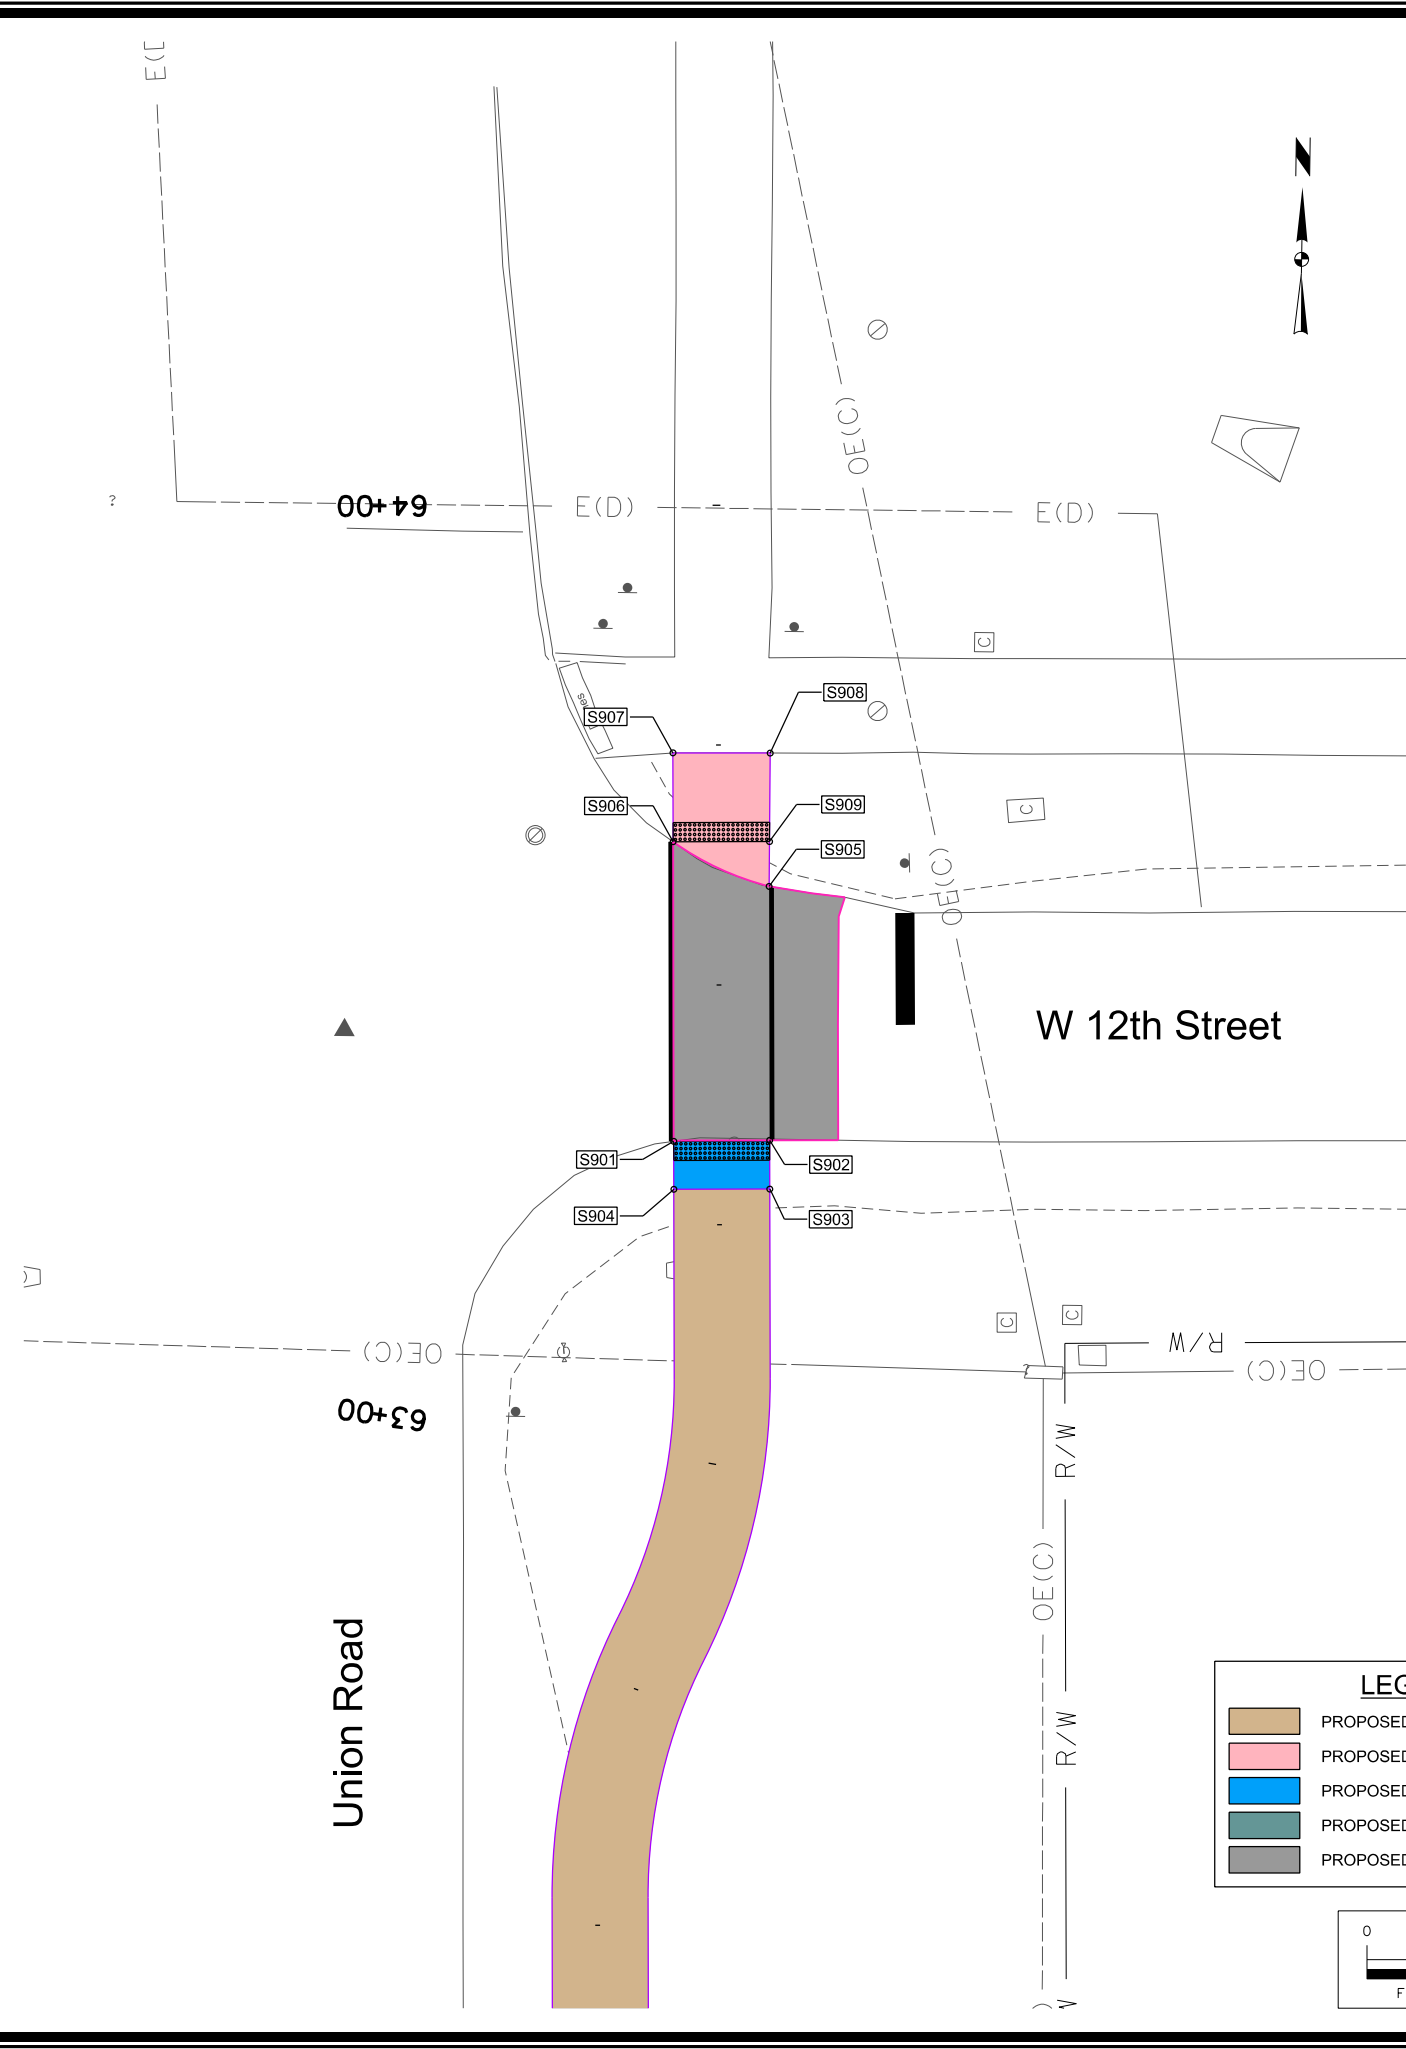 N
OE(C)
64+00
E(D)
E(D)
?
C
S908
S907
S906
S909
C
S905
OE(C)
W 12th Street
S901
S902
S904
S903
C
C
R/W
OE(C)
OE(C)
?
63+00
R/W
OE(C)
Union Road
R/W
PROPOSED
PROPOSED
PROPOSED
PROPOSED
PROPOSED
0